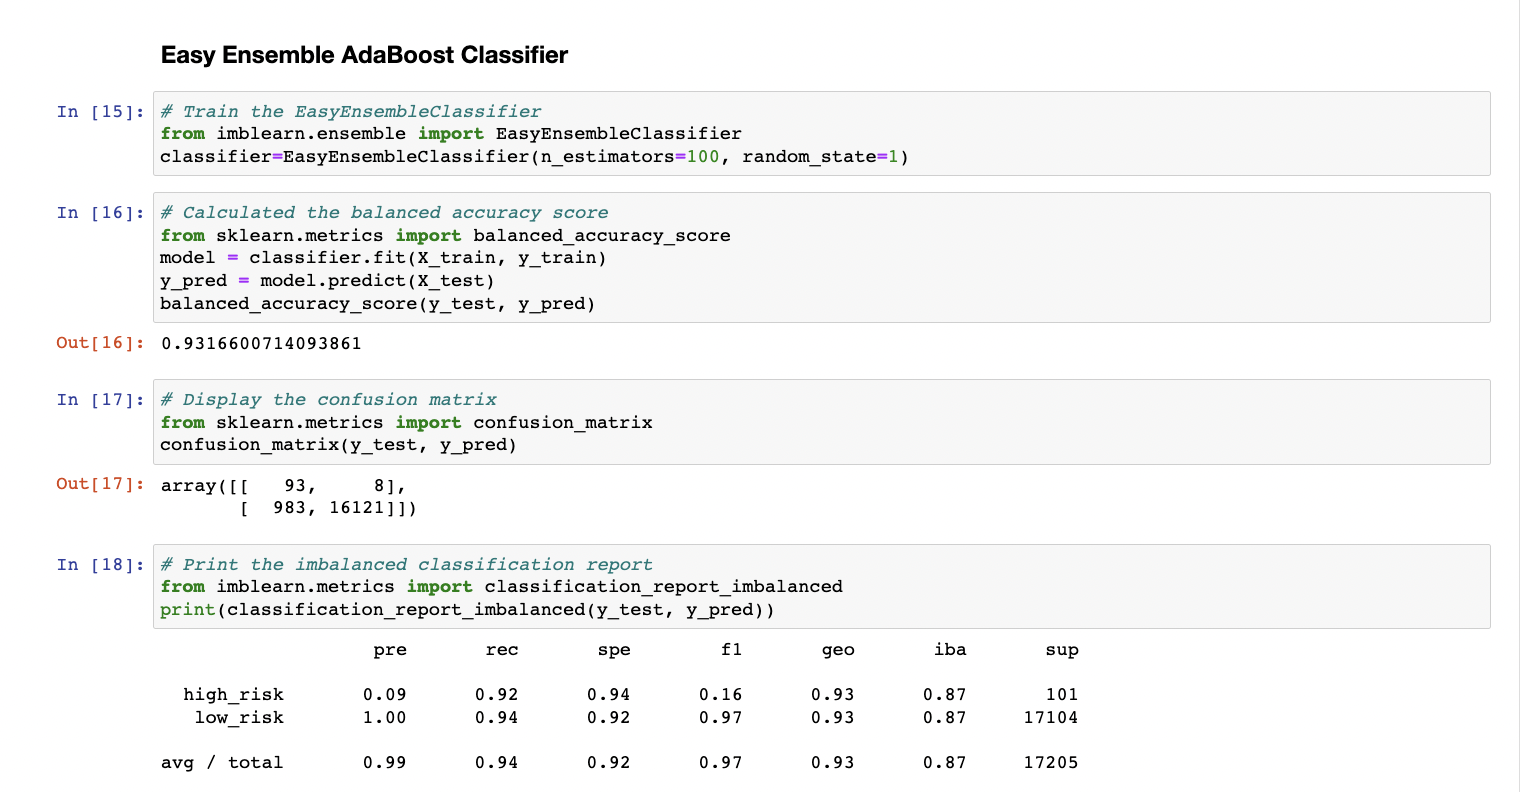 Easy Ensemble AdaBoost Classifier
In [15]: # Train the EasyEnsembleClassifier
from imblearn.ensemble import EasyEnsembleClassifier
classifier=EasyEnsembleClassifier(n_estimators=100, random_state=1)
In [16]: # Calculated the balanced accuracy score
from sklearn.metrics import balanced_accuracy_score
model = classifier.fit(X_train, y_train)
y_pred = model.predict(X_test)
balanced_accuracy_score(y_test, y_pred)
Out[16]: 0.9316600714093861
In [17]: # Display the confusion matrix
from sklearn.metrics import confusion_matrix
confusion_matrix(y_test, y_pred)
Out[17]: array([[   93,     8],
       [  983, 16121]])
In [18]: # Print the imbalanced classification report
from imblearn.metrics import classification_report_imbalanced
print(classification_report_imbalanced(y_test, y_pred))
pre rec spe f1 geo iba sup
high_risk 0.09 0.92 0.94 0.16 0.93 0.87 101
low_risk 1.00 0.94 0.92 0.97 0.93 0.87 17104
avg / total 0.99 0.94 0.92 0.97 0.93 0.87 17205